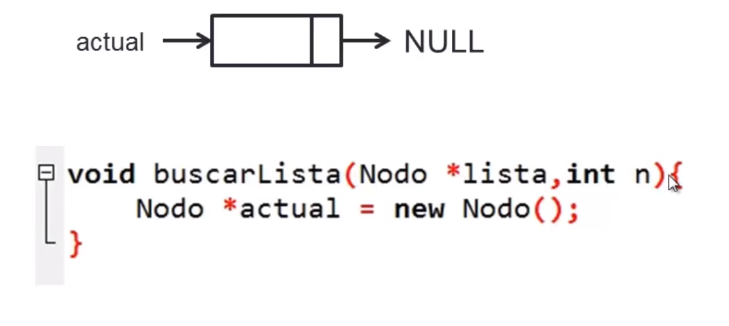 actual NULL
void buscarLista(Nodo *lista,int n){
Nodo *actual = new Nodo();
}